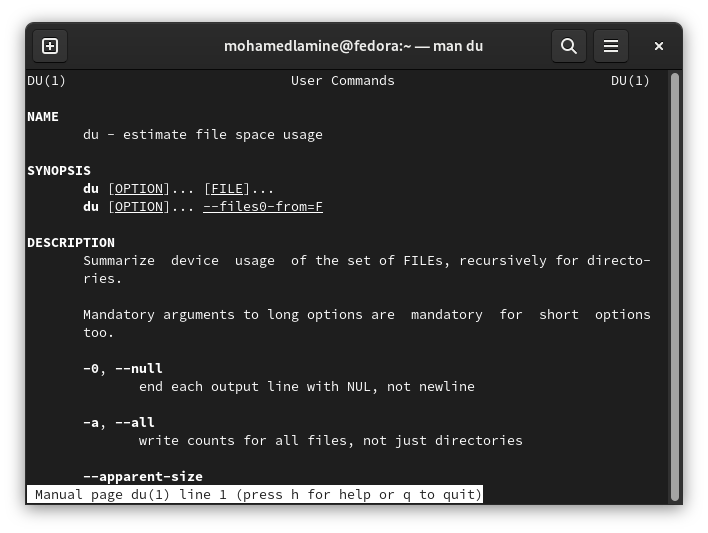 mohamedlamine@fedora:~ — man du
DU(1) User Commands DU(1)
NAME
du - estimate file space usage
SYNOPSIS
du [OPTION]... [FILE]...
du [OPTION]... --files0-from=F
DESCRIPTION
Summarize  device  usage  of the set of FILEs, recursively for directo-
ries.
Mandatory arguments to long options are  mandatory  for  short  options
too.
-0, --null
end each output line with NUL, not newline
-a, --all
write counts for all files, not just directories
--apparent-size
Manual page du(1) line 1 (press h for help or q to quit)